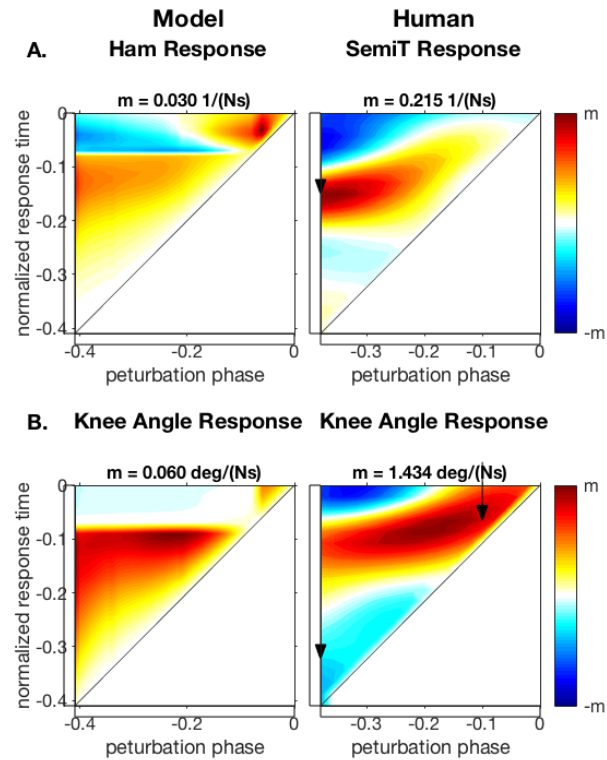 Model
Human
A.
Ham Response
SemiT Response
m = 0.030 1/(Ns)
m = 0.215 1/(Ns)
normalized response time
0
-0.1
-0.2
-0.3
-0.4
-0.4
-0.2
0
-0.3
-0.2
-0.1
0
m
-m
peturbation phase
peturbation phase
B.
Knee Angle Response
Knee Angle Response
m = 0.060 deg/(Ns)
m = 1.434 deg/(Ns)
normalized response time
0
-0.1
-0.2
-0.3
-0.4
-0.4
-0.2
0
-0.3
-0.2
-0.1
0
m
-m
peturbation phase
peturbation phase